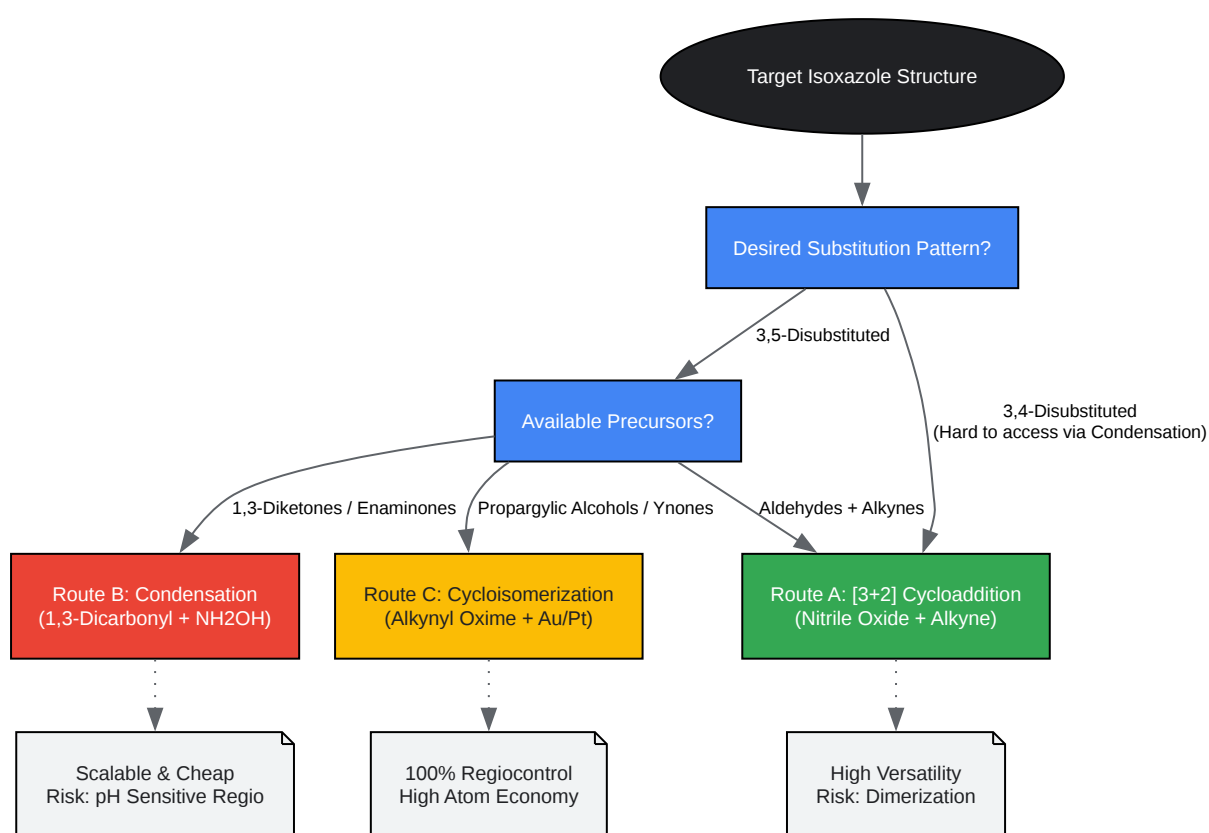 Target Isoxazole Structure
Desired Substitution Pattern?
3,5-Disubstituted
3,4-Disubstituted
(Hard to access via Condensation)
Available Precursors?
1,3-Diketones / Enaminones
Propargylic Alcohols / Ynones
Aldehydes + Alkynes
Route B: Condensation
(1,3-Dicarbonyl + NH2OH)
Route C: Cycloisomerization
(Alkynyl Oxime + Au/Pt)
Route A: [3+2] Cycloaddition
(Nitrile Oxide + Alkyne)
Scalable & Cheap
Risk: pH Sensitive Regio
100% Regiocontrol
High Atom Economy
High Versatility
Risk: Dimerization